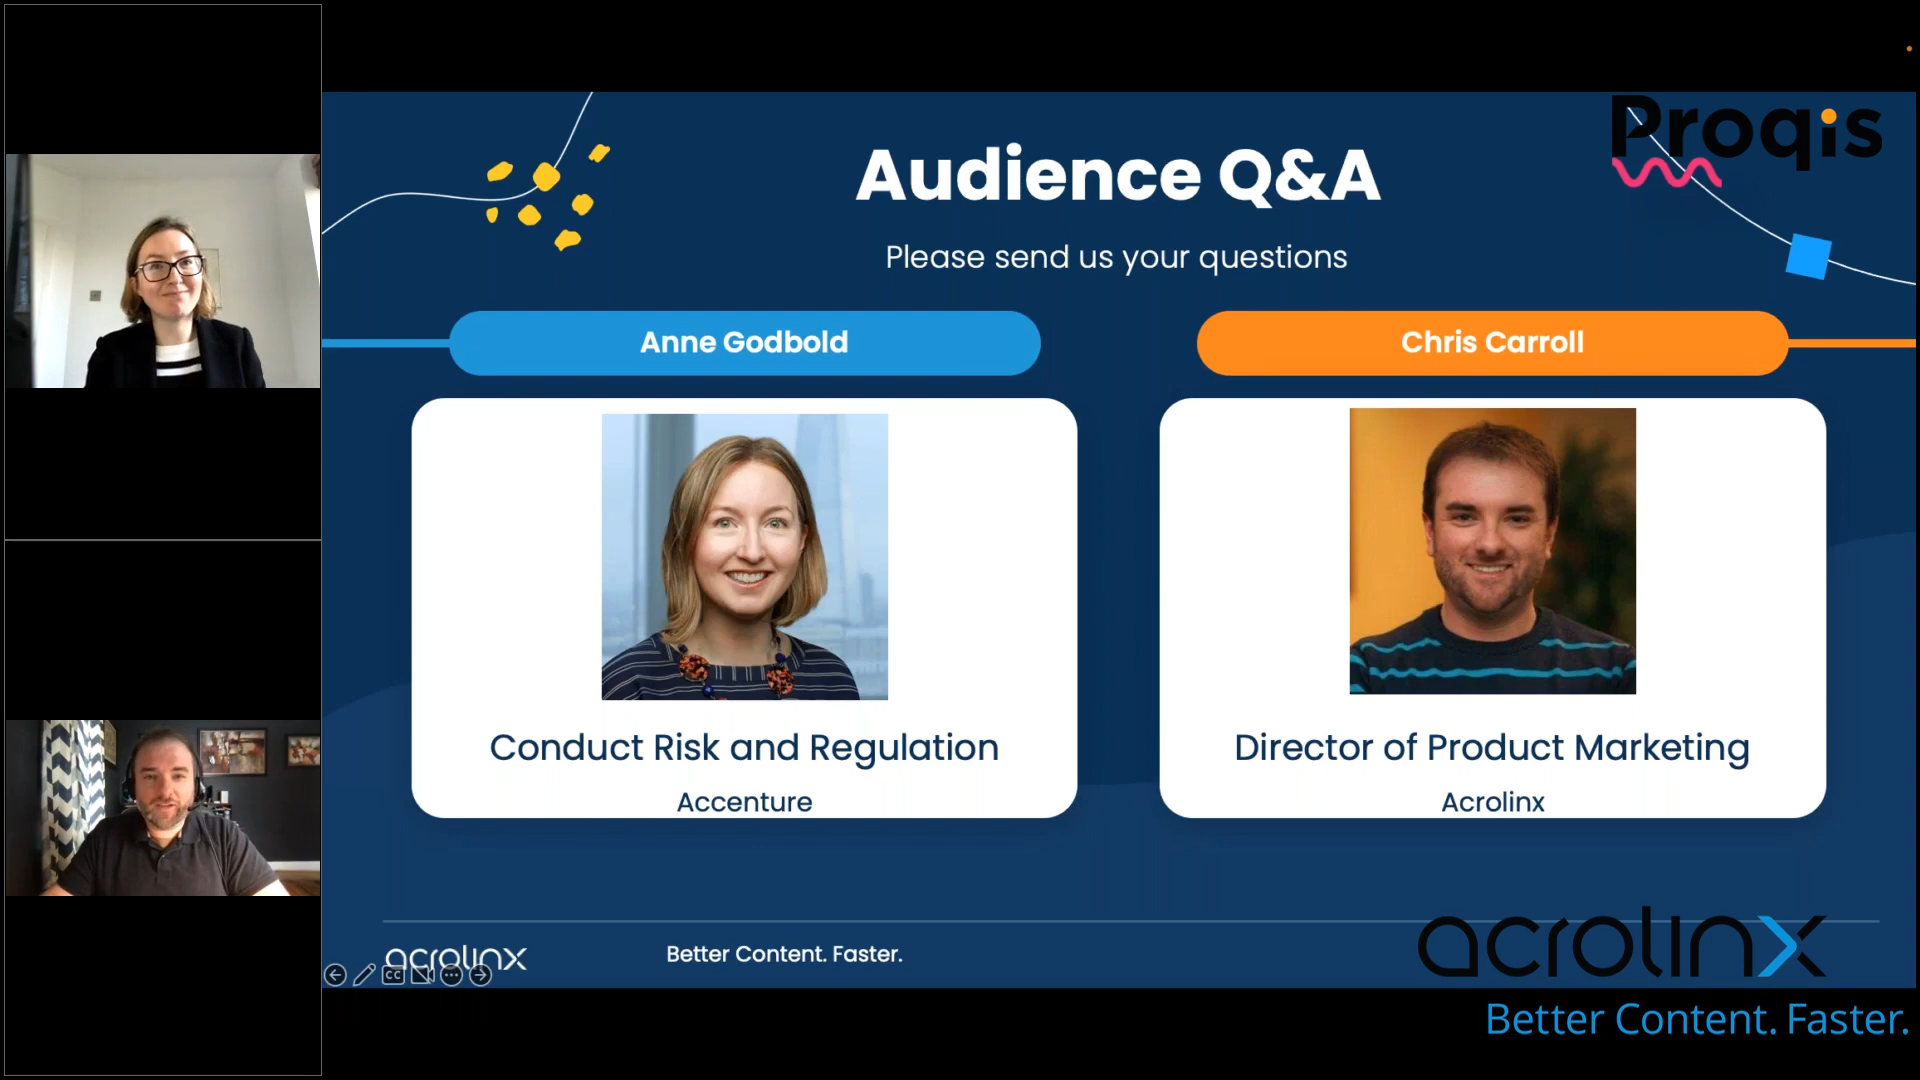 Proqis
Audience Q&A
Please send us your questions
Anne Godbold
Chris Carroll
Conduct Risk and Regulation
Accenture
Director of Product Marketing
Acrolinx
acrolinx
Better Content. Faster.
CC
acrolinx
Better Content. Faster.